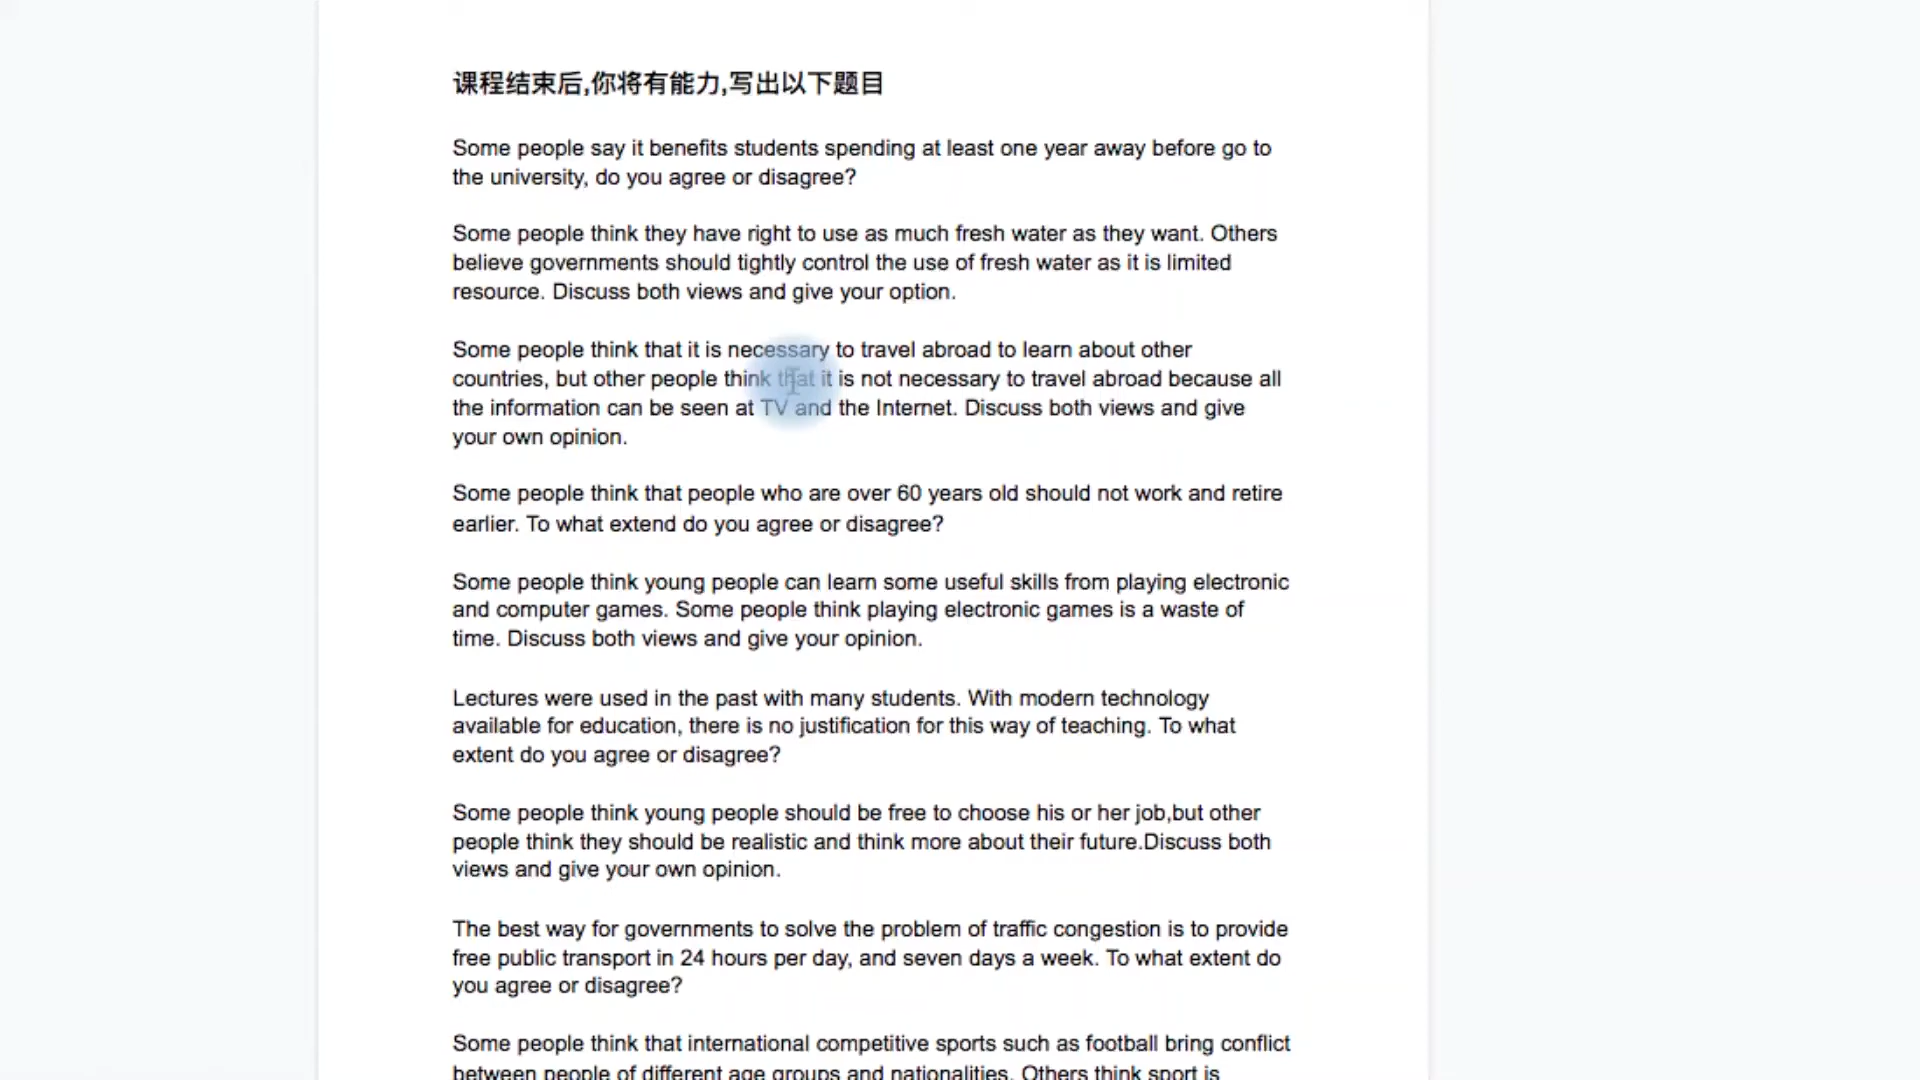 课程结束后,你将有能力,写出以下题目
Some people say it benefits students spending at least one year away before go to
the university, do you agree or disagree?
Some people think they have right to use as much fresh water as they want. Others
believe governments should tightly control the use of fresh water as it is limited
resource. Discuss both views and give your option.
Some people think that it is necessary to travel abroad to learn about other
countries, but other people think that it is not necessary to travel abroad because all
the information can be seen at TV and the Internet. Discuss both views and give
your own opinion.
Some people think that people who are over 60 years old should not work and retire
earlier. To what extend do you agree or disagree?
Some people think young people can learn some useful skills from playing electronic
and computer games. Some people think playing electronic games is a waste of
time. Discuss both views and give your opinion.
Lectures were used in the past with many students. With modern technology
available for education, there is no justification for this way of teaching. To what
extent do you agree or disagree?
Some people think young people should be free to choose his or her job,but other
people think they should be realistic and think more about their future.Discuss both
views and give your own opinion.
The best way for governments to solve the problem of traffic congestion is to provide
free public transport in 24 hours per day, and seven days a week. To what extent do
you agree or disagree?
Some people think that international competitive sports such as football bring conflict
between people of different age groups and nationalities. Others think sport is